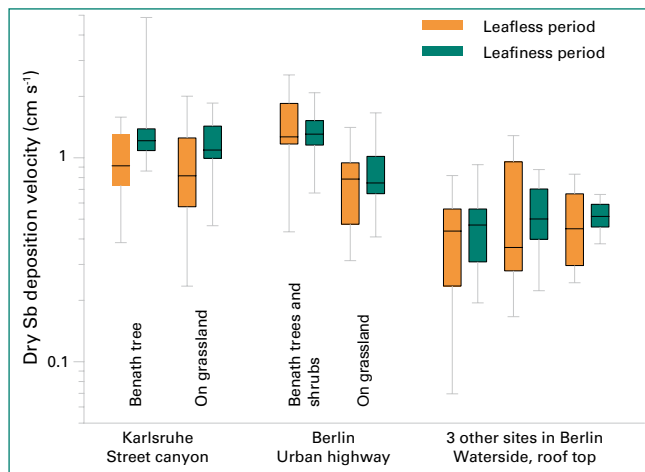 Leafless period
Leafiness period
Dry Sb deposition velocity (cm s⁻¹)
1
0.1
Benath tree
On grassland
Benath trees and
shrubs
On grassland
Karlsruhe
Street canyon
Berlin
Urban highway
3 other sites in Berlin
Waterside, roof top